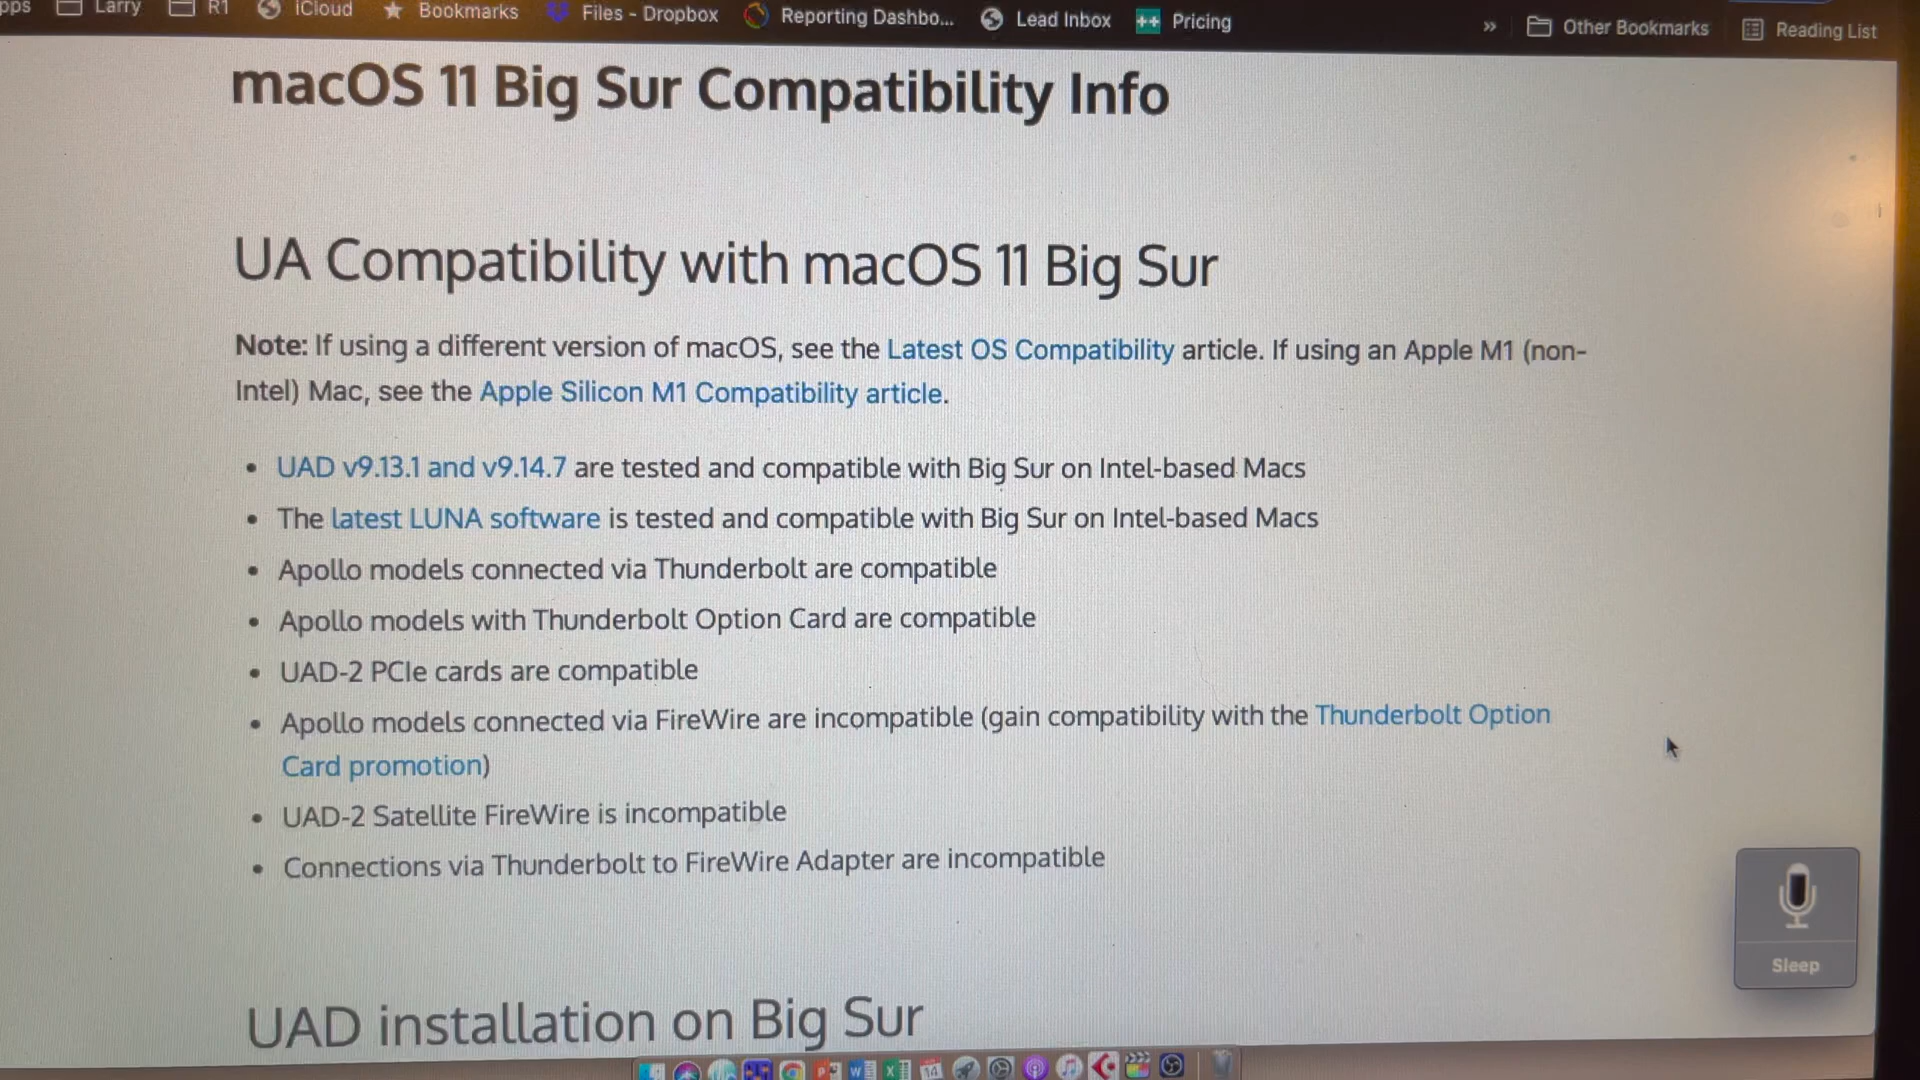 pps Larry R1 iCloud Bookmarks Files - Dropbox Reporting Dashbo... Lead Inbox ++ Pricing » Other Bookmarks Reading List
macOS 11 Big Sur Compatibility Info
UA Compatibility with macOS 11 Big Sur
Note: If using a different version of macOS, see the Latest OS Compatibility article. If using an Apple M1 (non-
Intel) Mac, see the Apple Silicon M1 Compatibility article.
• UAD v9.13.1 and v9.14.7 are tested and compatible with Big Sur on Intel-based Macs
• The latest LUNA software is tested and compatible with Big Sur on Intel-based Macs
• Apollo models connected via Thunderbolt are compatible
• Apollo models with Thunderbolt Option Card are compatible
• UAD-2 PCIe cards are compatible
• Apollo models connected via FireWire are incompatible (gain compatibility with the Thunderbolt Option
Card promotion)
• UAD-2 Satellite FireWire is incompatible
• Connections via Thunderbolt to FireWire Adapter are incompatible
Sleep
UAD installation on Big Sur
P W X 14